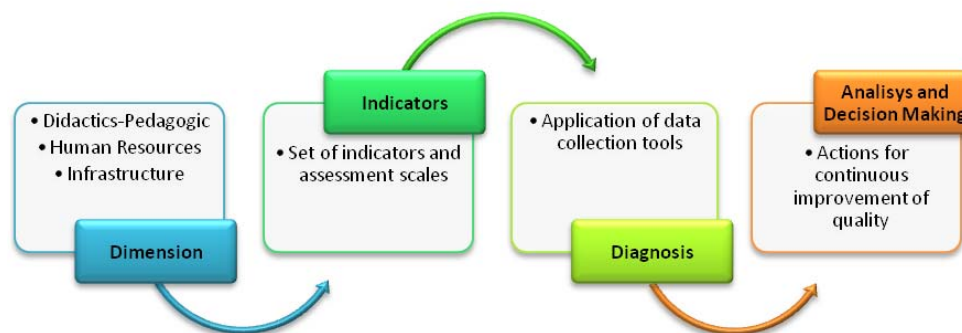 • Didactics-Pedagogic
• Human Resources
• Infrastructure
Dimension
Indicators
• Set of indicators and
assessment scales
• Application of data
collection tools
Diagnosis
Analisys and
Decision Making
• Actions for
continuous
improvement of
quality